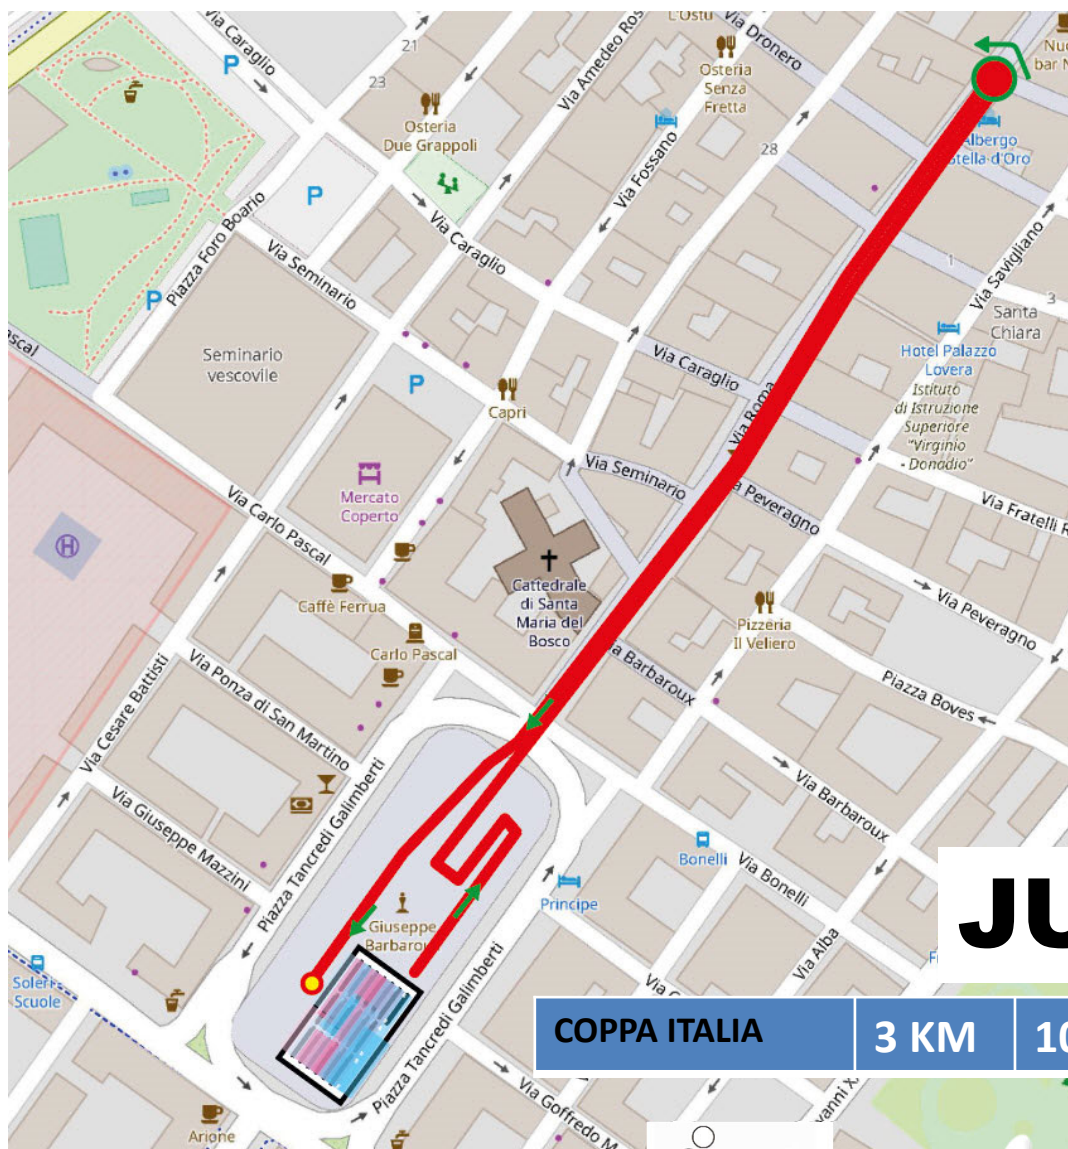 L'Ostu
Via Dronero
Via Caraglio
21
Via Amedeo Ros
Nuo
bar N
P
Osteria
Senza
Fretta
23
Osteria
Due Grappoli
Albergo
tella d'Oro
28
Via Fossano
P
Piazza Foro Boario
Via Caraglio
Via Savigliano
1
Via Seminario
3
P
Santa
Chiara
ascal
Seminario
vescovile
Via Caraglio
Hotel Palazzo
Lovera
P
Via Roma
Istituto
di Istruzione
Superiore
"Virginio
- Donadio"
Capri
Via Seminario
a Peveragno
Via Fratelli R
Mercato
Coperto
Via Carlo Pascal
H
Cattedrale
di Santa
Maria del
Bosco
Caffè Ferrua
Via Peveragno
Pizzeria
Il Veliero
Carlo Pascal
a Barbaroux
Via Cesare Battisti
Via Ponza di San Martino
Piazza Boves
Via Giuseppe Mazzini
Piazza Tancredi Galimberti
Via Barbaroux
Bonelli
Via Bonelli
Principe
Giuseppe
Barbarou
JU
Via Alba
F
Soleri
Scuole
Piazza Tancredi Galimberti
Via
COPPA ITALIA
3 KM
10
Via Goffredo M
ovanni X
Arione